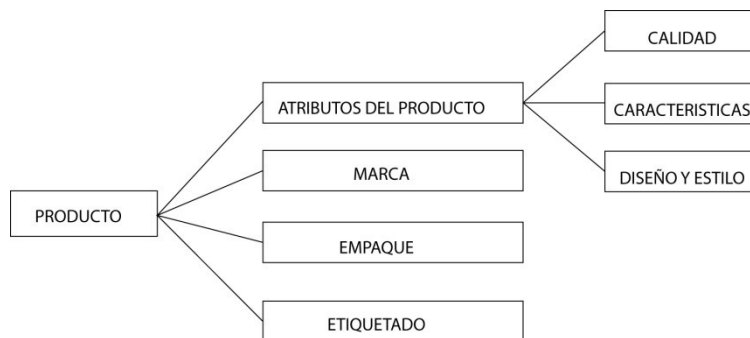 PRODUCTO
ATRIBUTOS DEL PRODUCTO
MARCA
EMPAQUE
ETIQUETADO
CALIDAD
CARACTERISTICAS
DISEÑO Y ESTILO